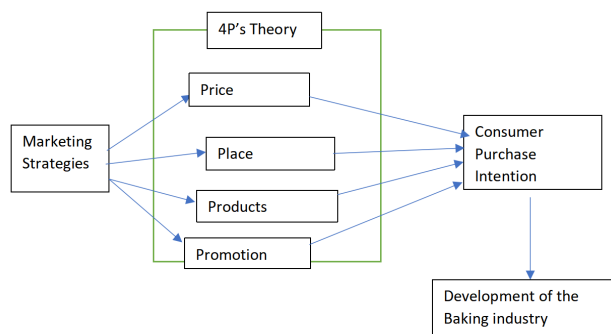 4P's Theory
Price
Marketing
Strategies
Place
Products
Promotion
Consumer
Purchase
Intention
Development of the
Baking industry